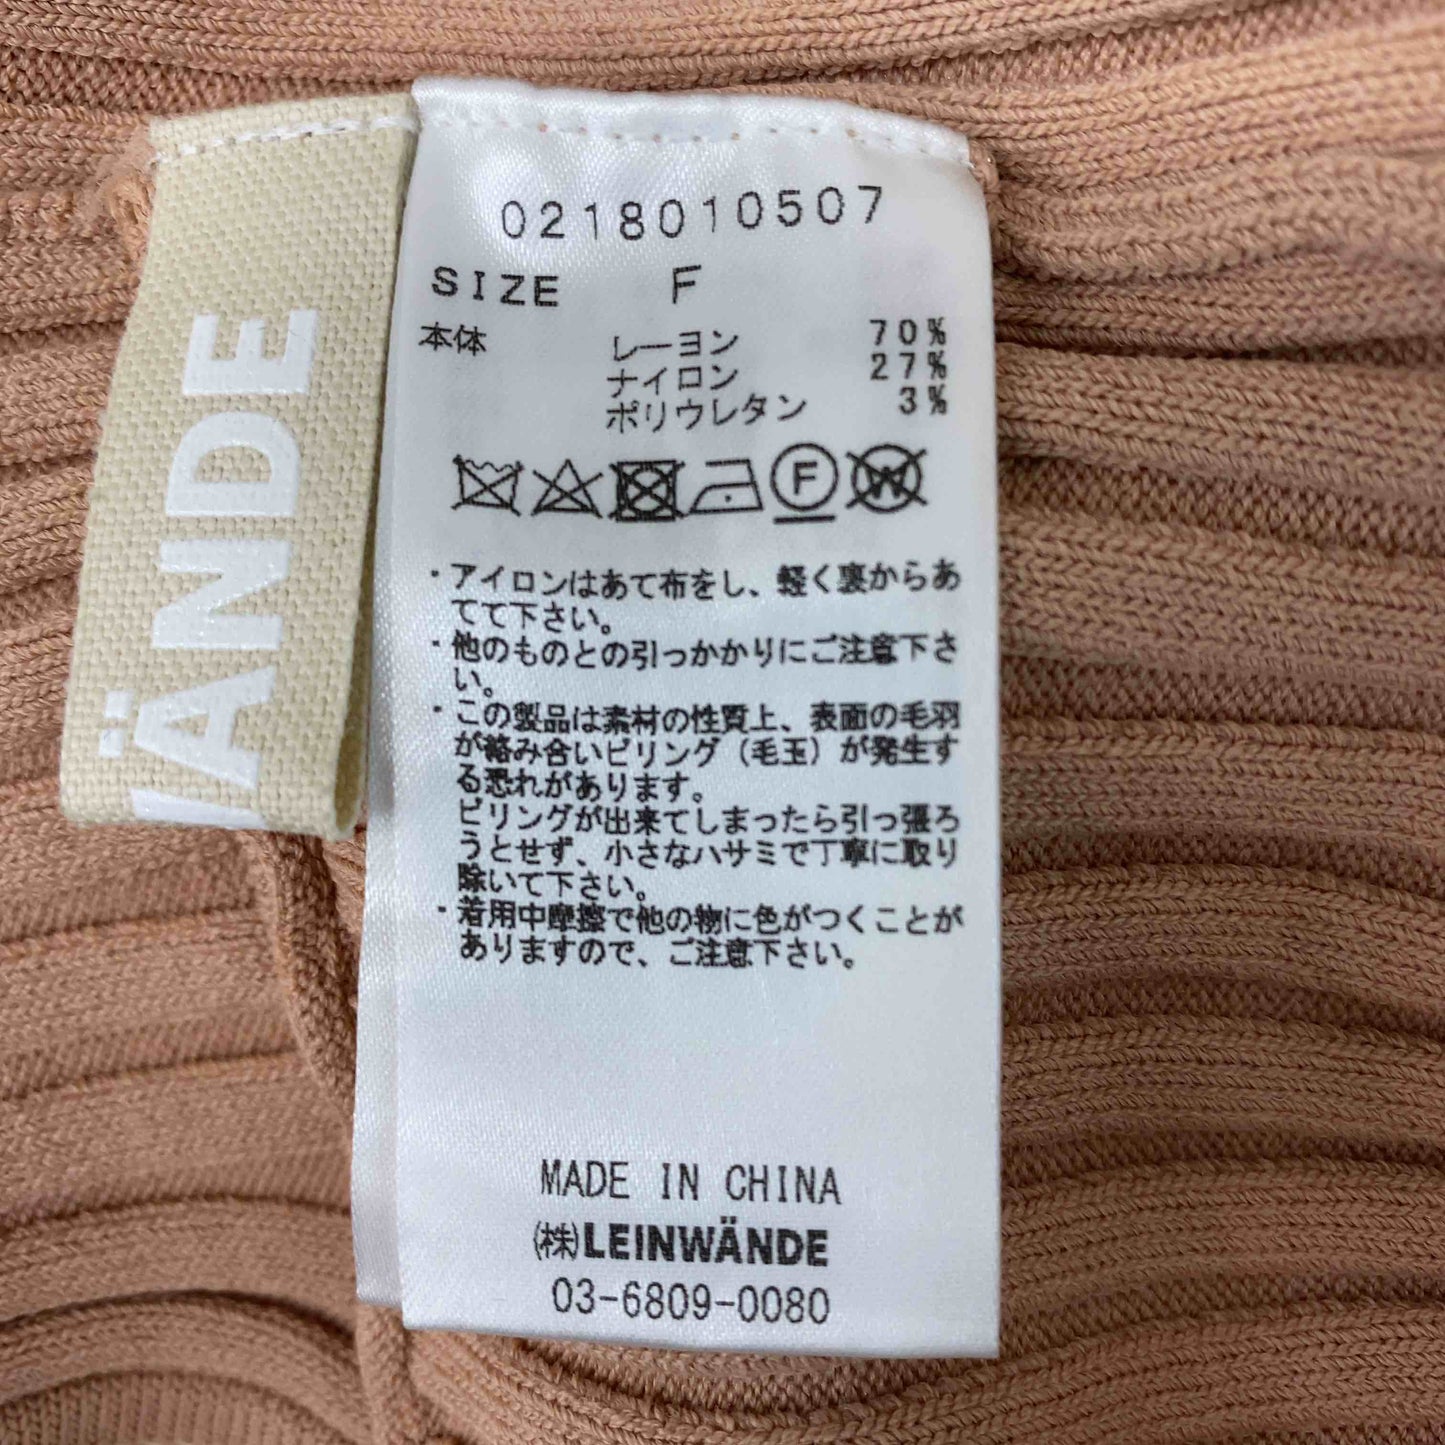 ÄNDE
0218010507
SIZE F
本体 レーヨン 70%
ナイロン 27%
ポリウレタン 3%
F W
・アイロンはあて布をし、軽く裏からあ
てて下さい。
・他のものとの引っかかりにご注意下さ
い。
・この製品は素材の性質上、表面の毛羽
が絡み合いピリング(毛玉)が発生す
る恐れがあります。
ピリングが出来てしまったら引っ張ろ
うとせず、小さなハサミで丁寧に取り
除いて下さい。
・着用中摩擦で他の物に色がつくことが
ありますので、ご注意下さい。
MADE IN CHINA
㈱LEINWÄNDE
03-6809-0080